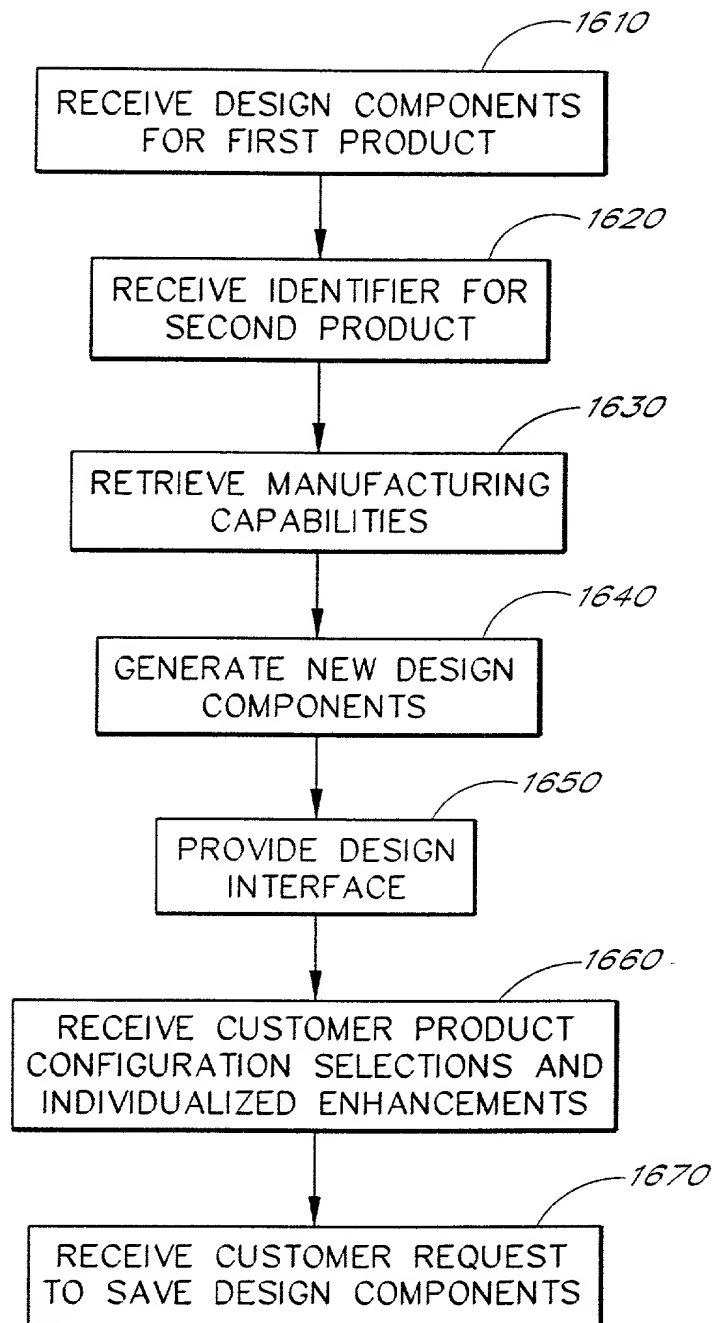 1610
RECEIVE DESIGN COMPONENTS
FOR FIRST PRODUCT
1620
RECEIVE IDENTIFIER FOR
SECOND PRODUCT
1630
RETRIEVE MANUFACTURING
CAPABILITIES
1640
GENERATE NEW DESIGN
COMPONENTS
1650
PROVIDE DESIGN
INTERFACE
1660
RECEIVE CUSTOMER PRODUCT
CONFIGURATION SELECTIONS AND
INDIVIDUALIZED ENHANCEMENTS
1670
RECEIVE CUSTOMER REQUEST
TO SAVE DESIGN COMPONENTS